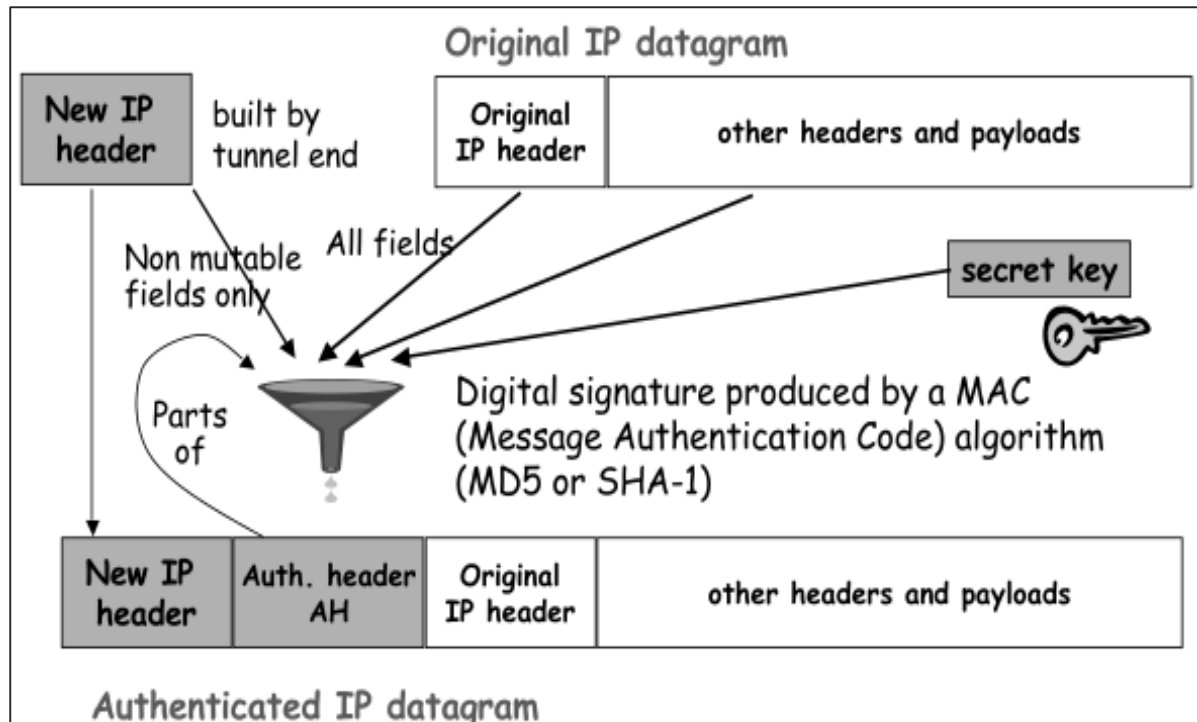 Original IP datagram
New IP
header
built by
tunnel end
Original
IP header
other headers and payloads
Non mutable
fields only
All fields
secret key
Parts
of
Digital signature produced by a MAC
(Message Authentication Code) algorithm
(MD5 or SHA-1)
New IP
header
Auth. header
AH
Original
IP header
other headers and payloads
Authenticated IP datagram